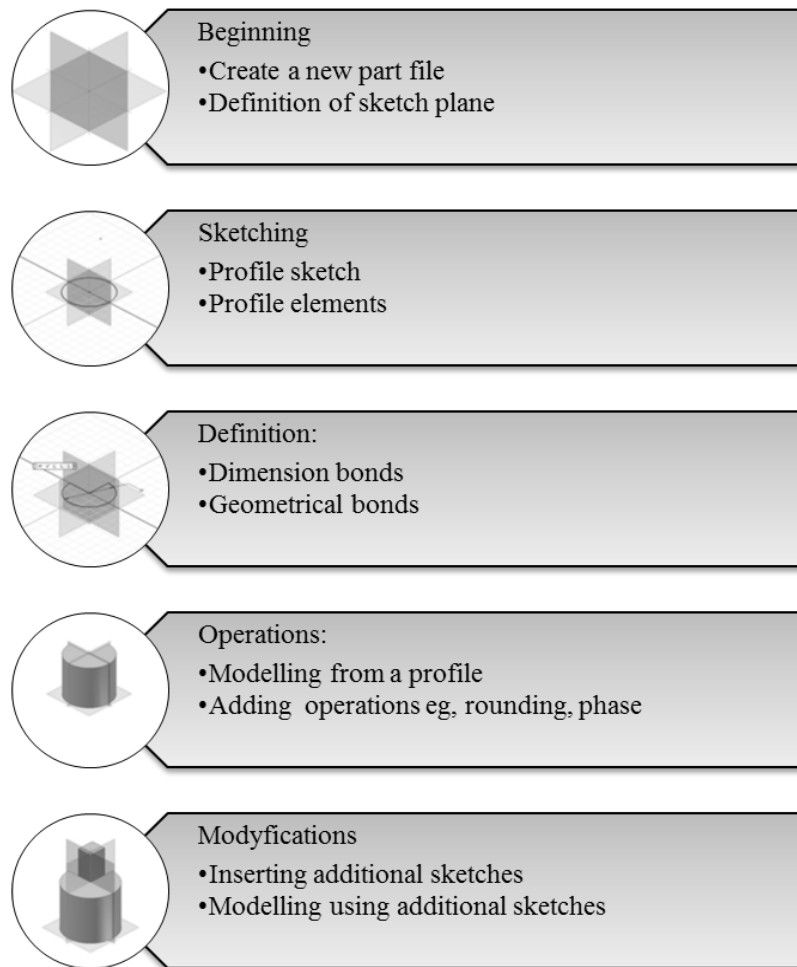 Beginning
•Create a new part file
•Definition of sketch plane
Sketching
•Profile sketch
•Profile elements
Definition:
•Dimension bonds
•Geometrical bonds
Operations:
•Modelling from a profile
•Adding operations eg, rounding, phase
Modyfications
•Inserting additional sketches
•Modelling using additional sketches